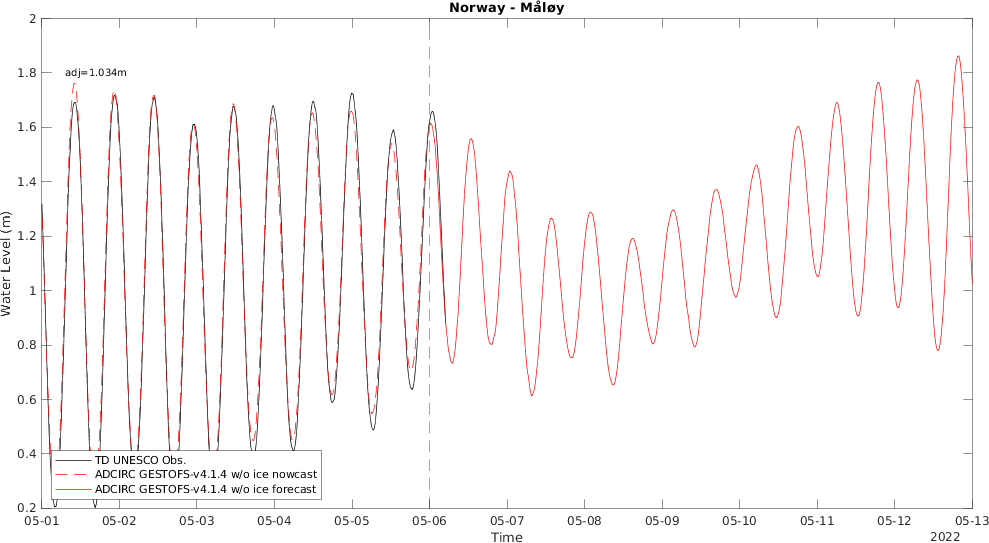 Norway - Måløy
adj=1.034m
Water Level (m)
2
1.8
1.6
1.4
1.2
1
0.8
0.6
0.4
0.2
TD UNESCO Obs.
ADCIRC GESTOFS-v4.1.4 w/o ice nowcast
ADCIRC GESTOFS-v4.1.4 w/o ice forecast
05-01 05-02 05-03 05-04 05-05 05-06 05-07 05-08 05-09 05-10 05-11 05-12 05-13
Time
2022